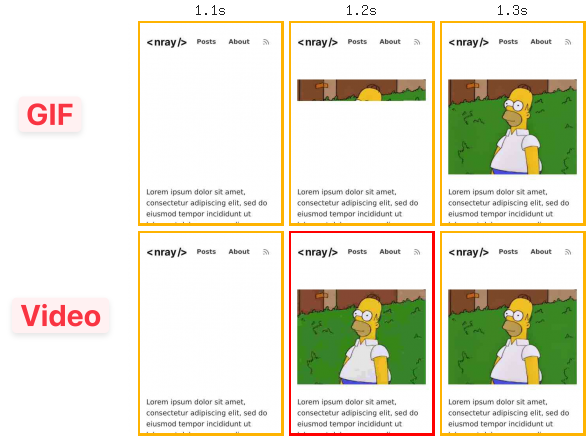 1.1s 1.2s 1.3s
GIF
<nray/> Posts About
Lorem ipsum dolor sit amet,
consectetur adipiscing elit, sed do
eiusmod tempor incididunt ut
<nray/> Posts About
Lorem ipsum dolor sit amet,
consectetur adipiscing elit, sed do
eiusmod tempor incididunt ut
<nray/> Posts About
Lorem ipsum dolor sit amet,
consectetur adipiscing elit, sed do
eiusmod tempor incididunt ut
Video
<nray/> Posts About
Lorem ipsum dolor sit amet,
consectetur adipiscing elit, sed do
eiusmod tempor incididunt ut
<nray/> Posts About
Lorem ipsum dolor sit amet,
consectetur adipiscing elit, sed do
eiusmod tempor incididunt ut
<nray/> Posts About
Lorem ipsum dolor sit amet,
consectetur adipiscing elit, sed do
eiusmod tempor incididunt ut